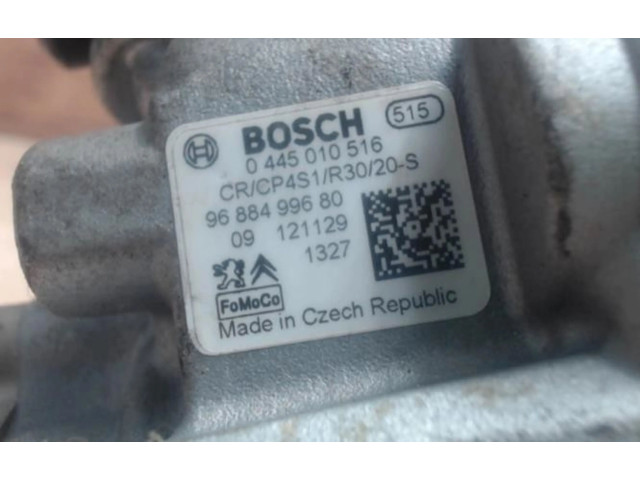 BOSCH 515
0 445 010 516
CR/CP4S1/R30/20-S
96 884 996 80
09 121129
1327
FoMoCo
Made in Czech Republic